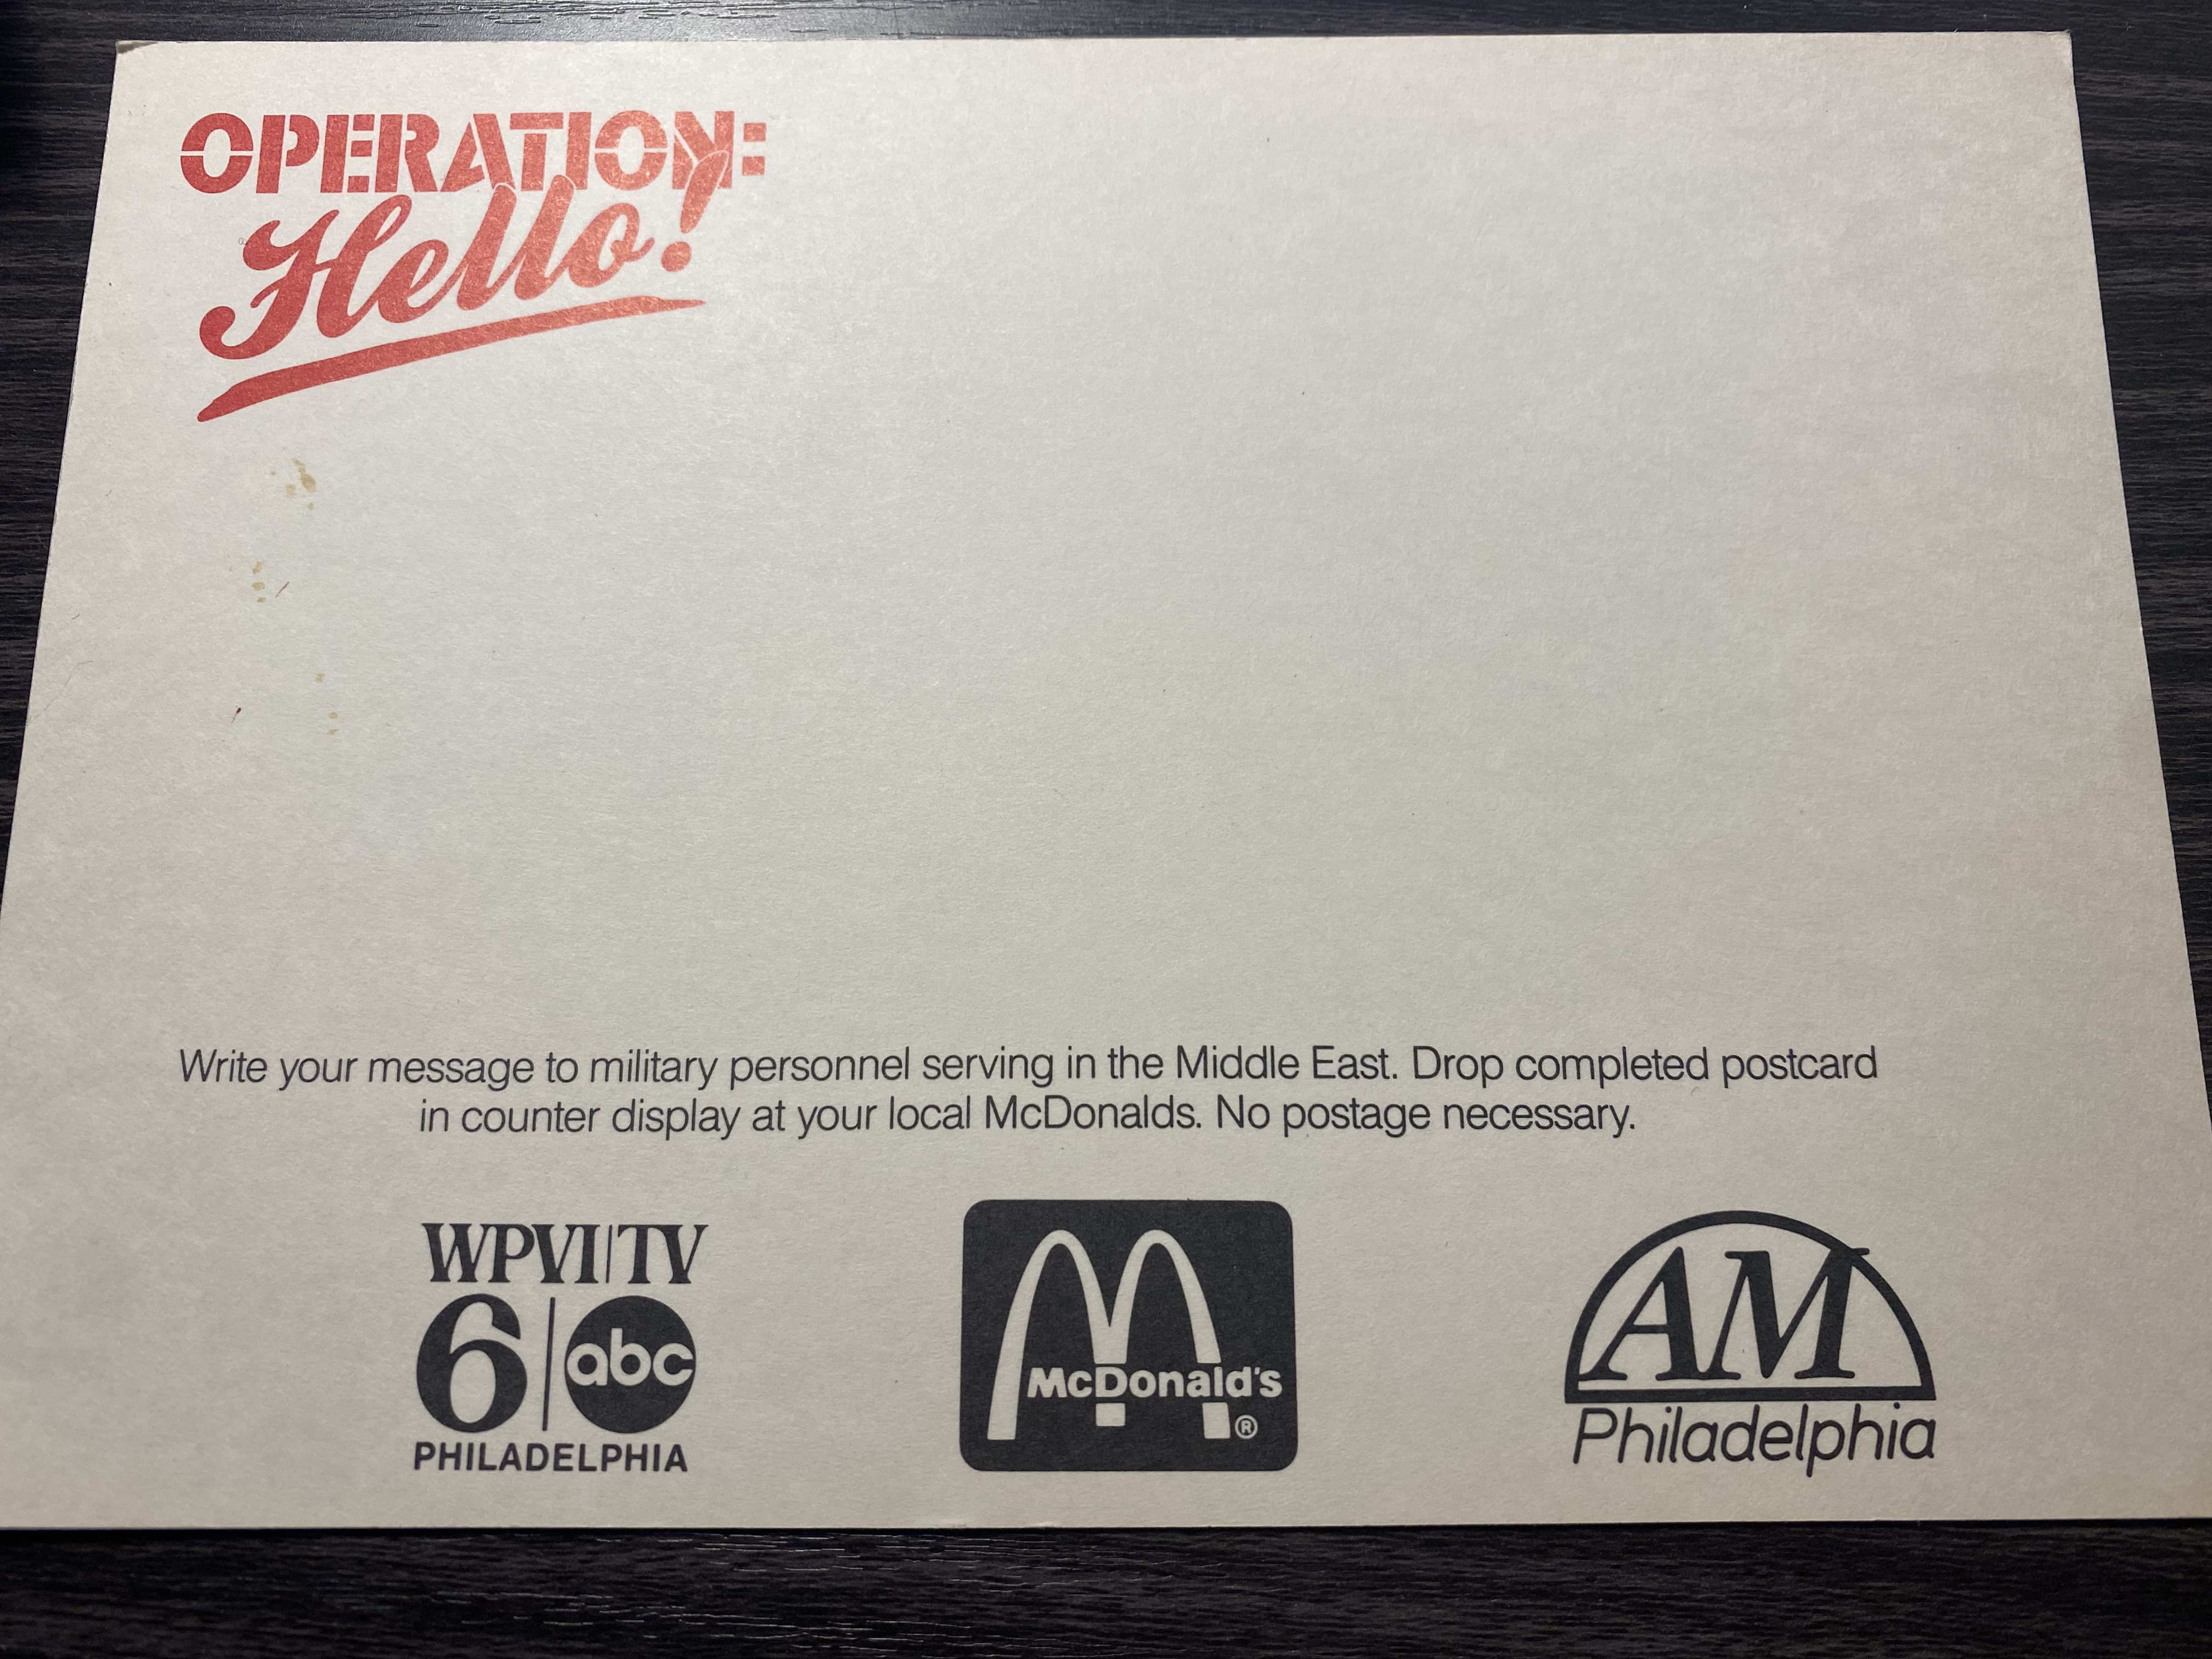 OPERATION:
Hello!
Write your message to military personnel serving in the Middle East. Drop completed postcard
in counter display at your local McDonalds. No postage necessary.
WPVI|TV
6|abc
PHILADELPHIA
McDonald's
®
AM
Philadelphia